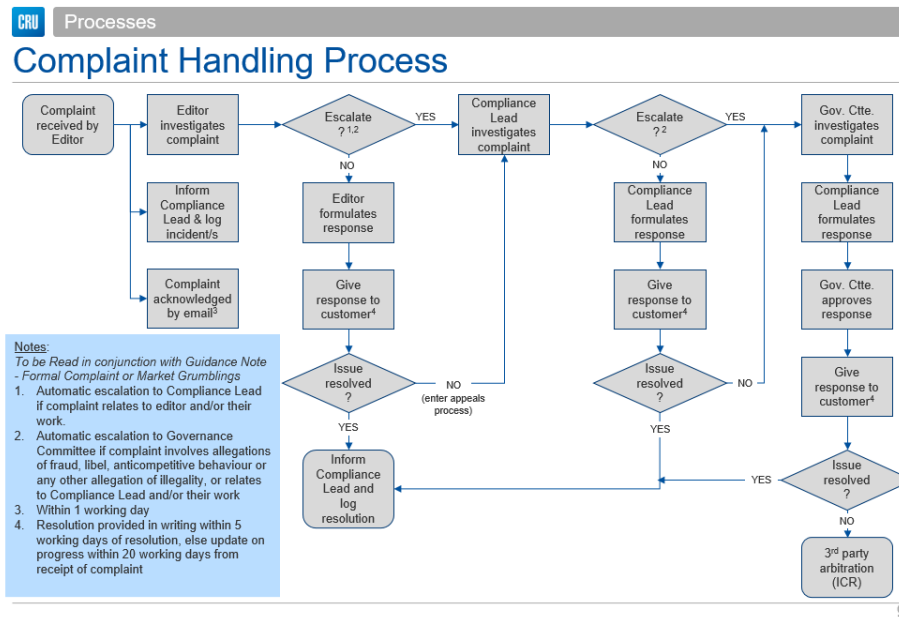 CRU
Processes
Complaint Handling Process
Complaint
received by
Editor
Editor
investigates
complaint
Escalate
?1,2
YES
Compliance
Lead
investigates
complaint
Escalate
?2
YES
Gov. Ctte.
investigates
complaint
NO
NO
Inform
Compliance
Lead & log
incident/s
Editor
formulates
response
Compliance
Lead
formulates
response
Compliance
Lead
formulates
response
Complaint
acknowledged
by email3
Give
response to
customer4
Give
response to
customer4
Gov. Ctte.
approves
response
Issue
resolved
?
NO
(enter appeals
process)
Issue
resolved
?
NO
Give
response to
customer4
YES
YES
Inform
Compliance
Lead and
log
resolution
YES
Issue
resolved
?
NO
3rd party
arbitration
(ICR)
Notes:
To be Read in conjunction with Guidance Note
- Formal Complaint or Market Grumblings
1. Automatic escalation to Compliance Lead
if complaint relates to editor and/or their
work.
2. Automatic escalation to Governance
Committee if complaint involves allegations
of fraud, libel, anticompetitive behaviour or
any other allegation of illegality, or relates
to Compliance Lead and/or their work
3. Within 1 working day
4. Resolution provided in writing within 5
working days of resolution, else update on
progress within 20 working days from
receipt of complaint